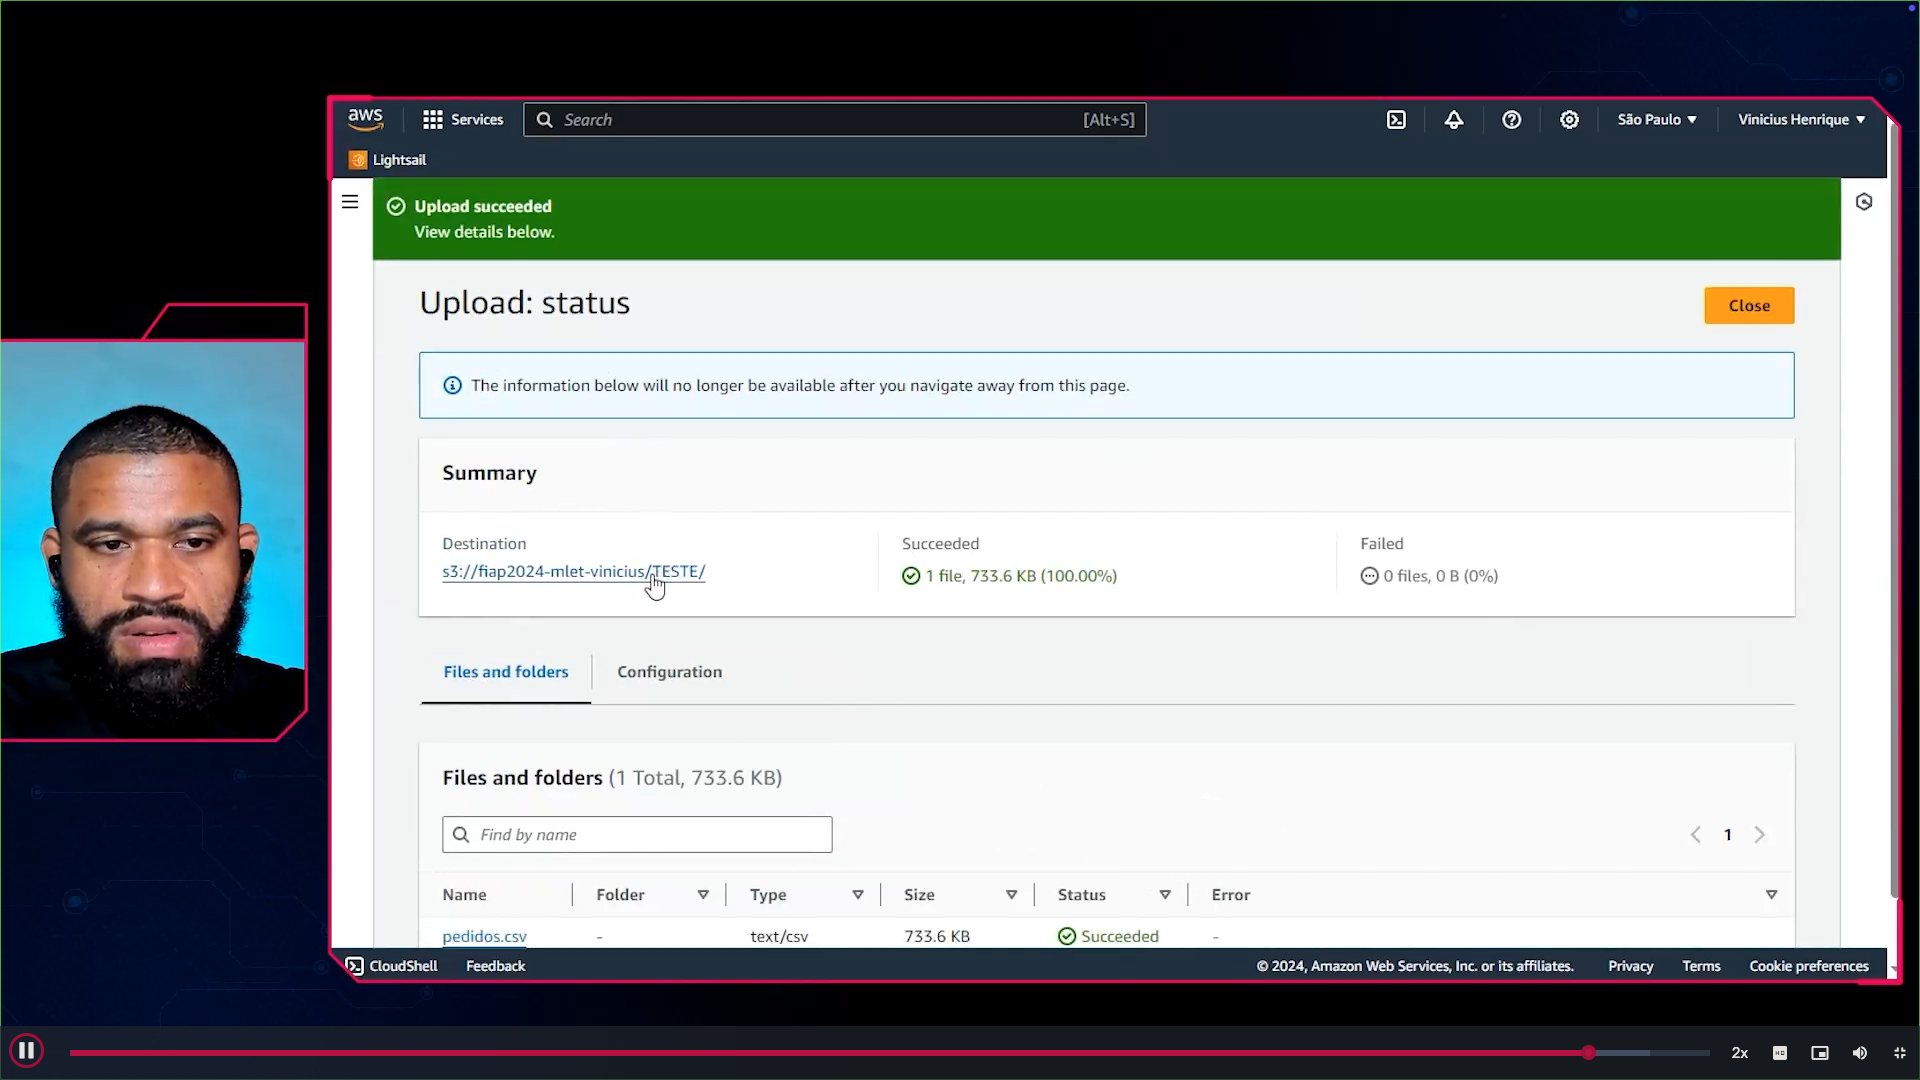 aws
Services
Search
[Alt+S]
São Paulo
Vinicius Henrique
Lightsail
Upload succeeded
View details below.
Upload: status
Close
The information below will no longer be available after you navigate away from this page.
Summary
Destination
s3://fiap2024-mlet-vinicius/TESTE/
Succeeded
1 file, 733.6 KB (100.00%)
Failed
0 files, 0 B (0%)
Files and folders
Configuration
Files and folders (1 Total, 733.6 KB)
Find by name
1
Name
Folder
Type
Size
Status
Error
pedidos.csv
-
text/csv
733.6 KB
Succeeded
-
CloudShell
Feedback
© 2024, Amazon Web Services, Inc. or its affiliates.
Privacy
Terms
Cookie preferences
2x
HD